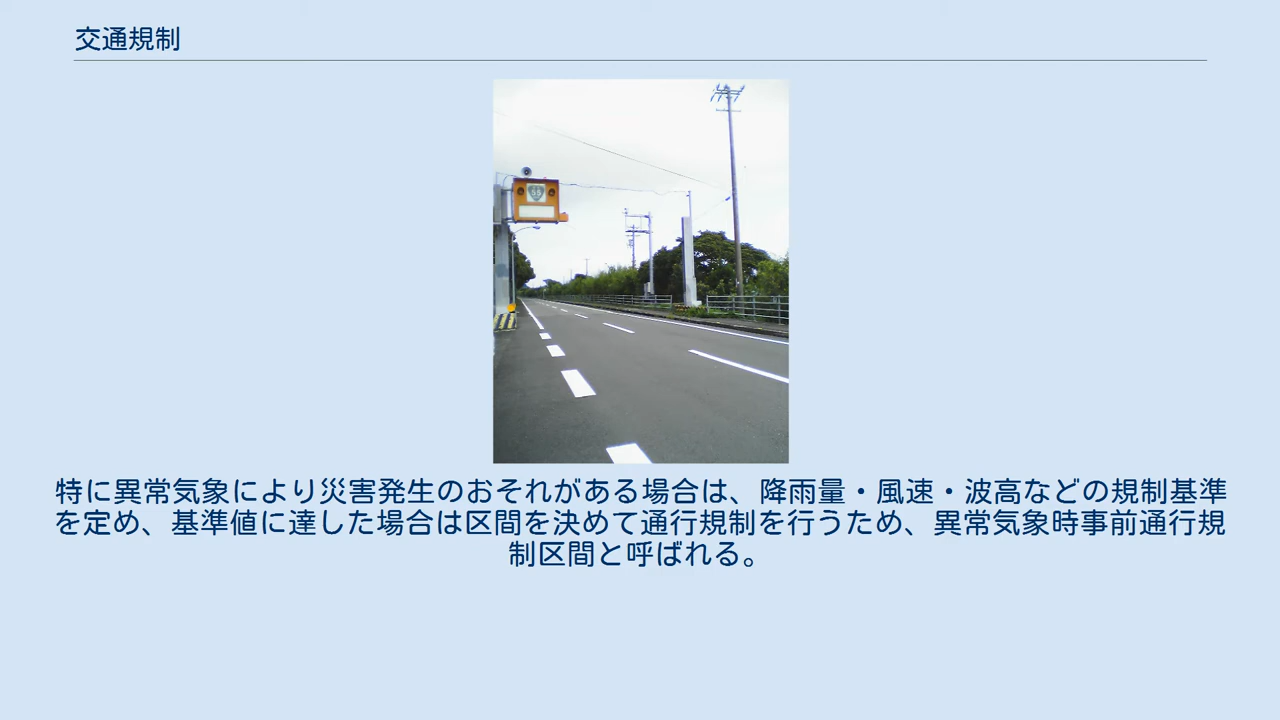 交通規制
特に異常気象により災害発生のおそれがある場合は、降雨量・風速・波高などの規制基準
を定め、基準値に達した場合は区間を決めて通行規制を行うため、異常気象時事前通行規
制区間と呼ばれる。